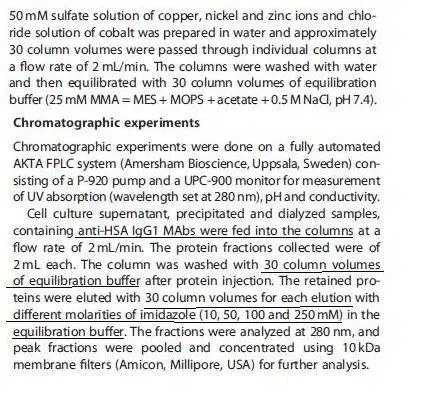 50 mM sulfate solution of copper, nickel and zinc ions and chlo-
ride solution of cobalt was prepared in water and approximately
30 column volumes were passed through individual columns at
a flow rate of 2 mL/min. The columns were washed with water
and then equilibrated with 30 column volumes of equilibration
buffer (25 mM MMA = MES + MOPS + acetate + 0.5 M NaCl, pH 7.4).
Chromatographic experiments
Chromatographic experiments were done on a fully automated
AKTA FPLC system (Amersham Bioscience, Uppsala, Sweden) con-
sisting of a P-920 pump and a UPC-900 monitor for measurement
of UV absorption (wavelength set at 280 nm), pH and conductivity.
Cell culture supernatant, precipitated and dialyzed samples,
containing anti-HSA IgG1 MAbs were fed into the columns at a
flow rate of 2 mL/min. The protein fractions collected were of
2 mL each. The column was washed with 30 column volumes
of equilibration buffer after protein injection. The retained pro-
teins were eluted with 30 column volumes for each elution with
different molarities of imidazole (10, 50, 100 and 250 mM) in the
equilibration buffer. The fractions were analyzed at 280 nm, and
peak fractions were pooled and concentrated using 10 kDa
membrane filters (Amicon, Millipore, USA) for further analysis.